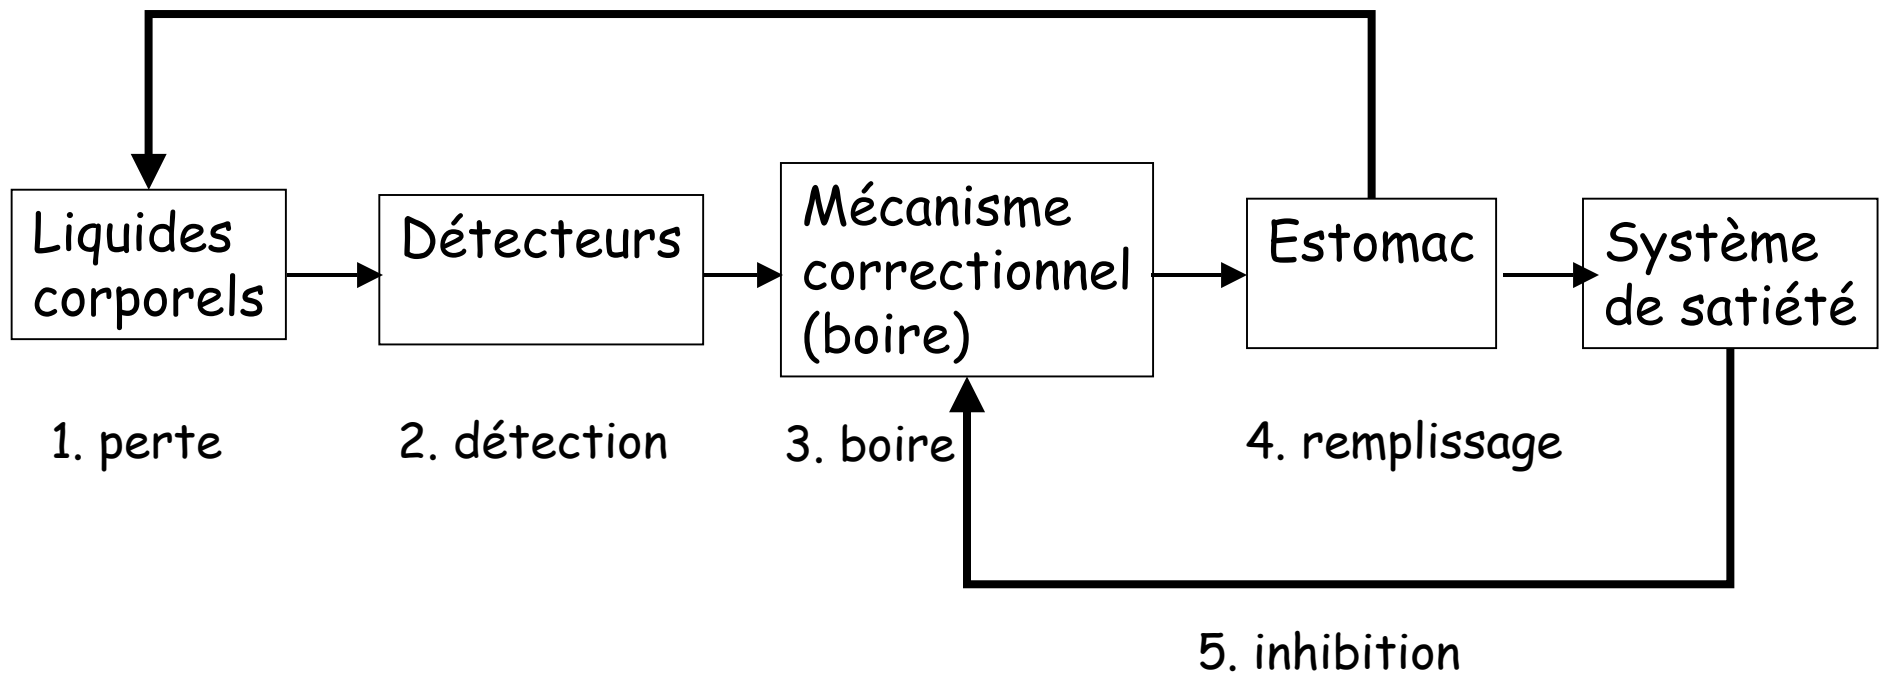 Liquides
corporels
Détecteurs
Mécanisme
correctionnel
(boire)
Estomac
Système
de satiété
1. perte
2. détection
3. boire
4. remplissage
5. inhibition